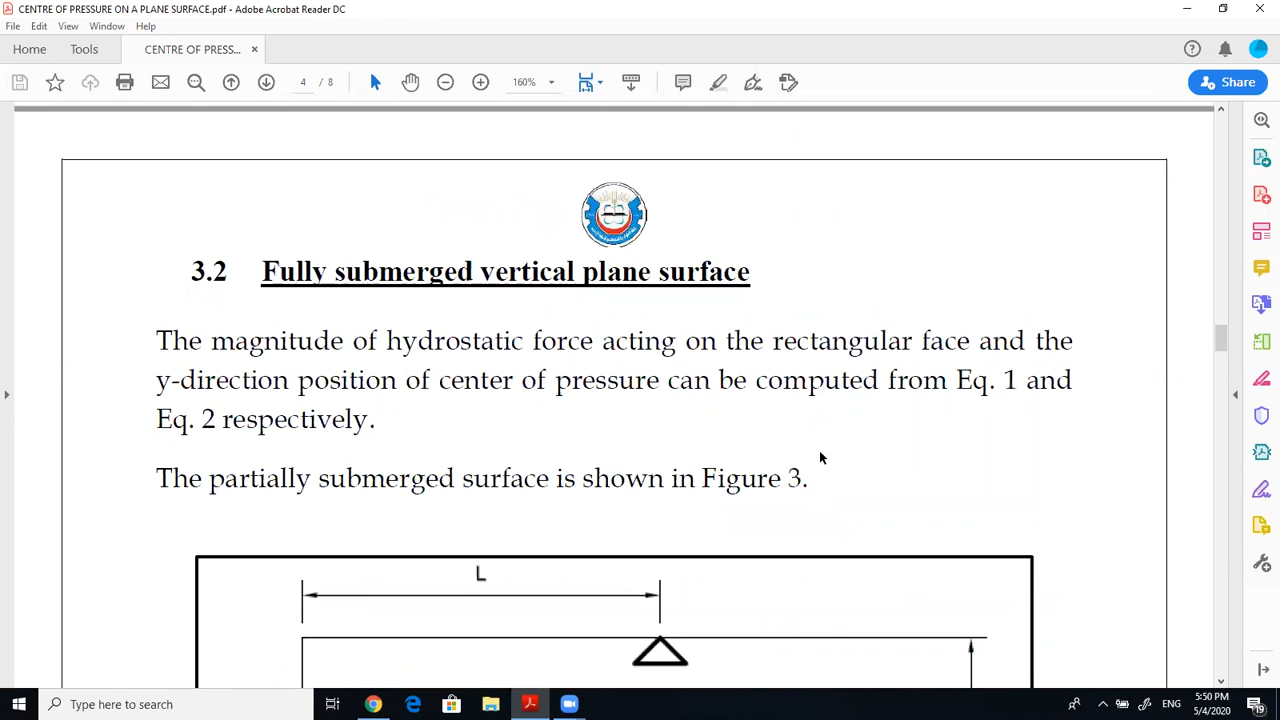 CENTRE OF PRESSURE ON A PLANE SURFACE.pdf - Adobe Acrobat Reader DC
File Edit View Window Help
Home Tools CENTRE OF PRESS... ×
4 / 8 160% Share
3.2 Fully submerged vertical plane surface
The magnitude of hydrostatic force acting on the rectangular face and the
y-direction position of center of pressure can be computed from Eq. 1 and
Eq. 2 respectively.
The partially submerged surface is shown in Figure 3.
L
Type here to search
ENG
5:50 PM
5/4/2020
19